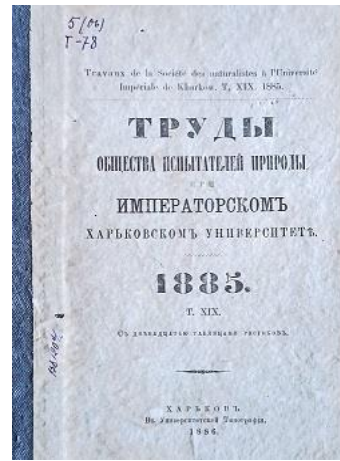 5(06)
Т-78
Travaux de la Société des naturalistes à l'Université
Impériale de Kharkow. T. XIX. 1885.
ТРУДЫ
ОБЩЕСТВА ИСПЫТАТЕЛЕЙ ПРИРОДЫ
ПРИ
ИМПЕРАТОРСКОМЪ
ХАРЬКОВСКОМЪ УНИВЕРСИТЕТѢ.
1885.
Т. XIX.
Съ двѣнадцатью таблицами рисунковъ.
ХАРЬКОВЪ.
Въ Университетской Типографіи.
1886.